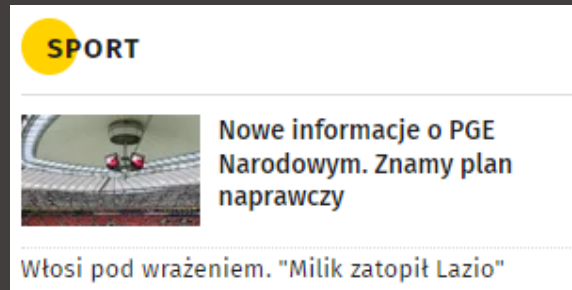 SPORT
Nowe informacje o PGE
Narodowym. Znamy plan
naprawczy
Włosi pod wrażeniem. "Milik zatopił Lazio"